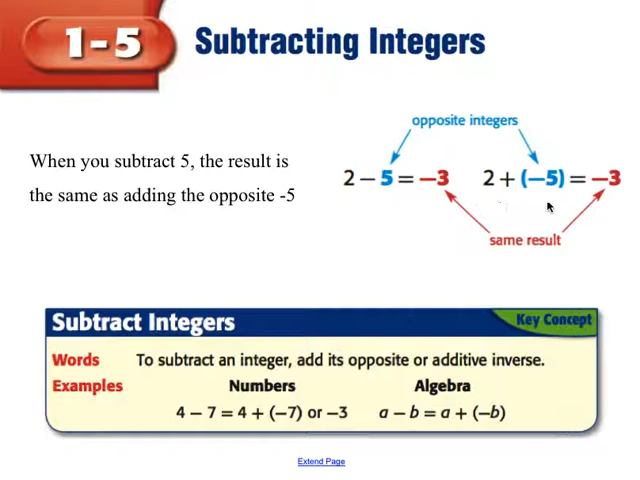 1-5 Subtracting Integers
opposite integers
When you subtract 5, the result is
the same as adding the opposite -5
2 − 5 = −3 2 + (−5) = −3
same result
Subtract Integers Key Concept
Words To subtract an integer, add its opposite or additive inverse.
Examples Numbers Algebra
4 − 7 = 4 + (−7) or −3 a − b = a + (−b)
Extend Page